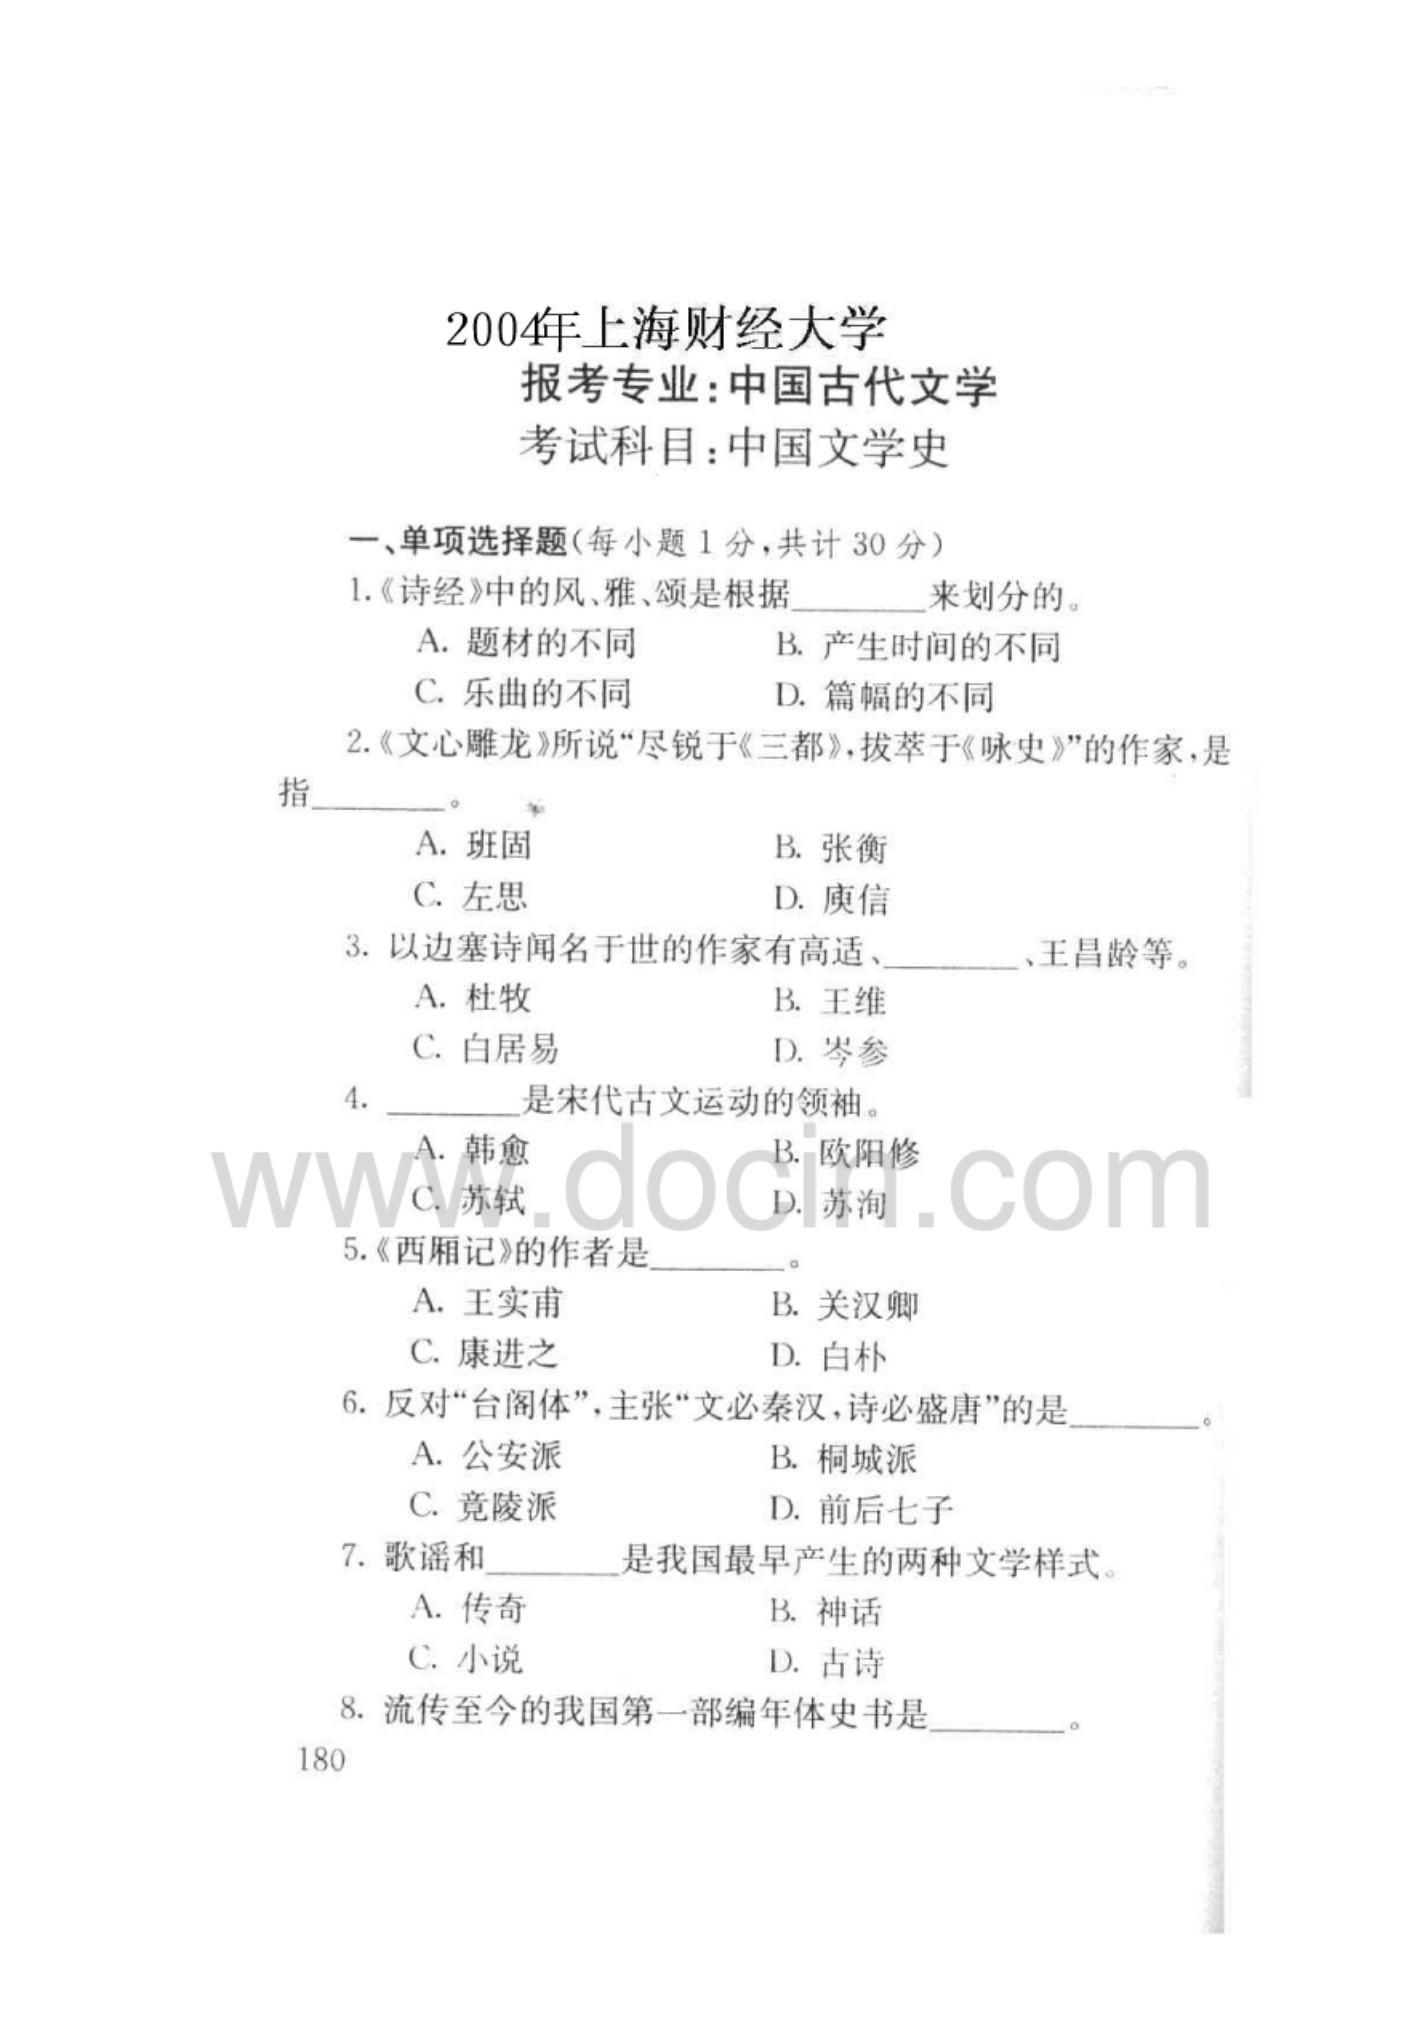 2004年上海财经大学
报考专业:中国古代文学
考试科目:中国文学史
一、单项选择题(每小题1分,共计30分)
1.《诗经》中的风、雅、颂是根据________来划分的。
A. 题材的不同 B. 产生时间的不同
C. 乐曲的不同 D. 篇幅的不同
2.《文心雕龙》所说“尽锐于《三都》,拔萃于《咏史》”的作家,是
指________。
A. 班固 B. 张衡
C. 左思 D. 庾信
3. 以边塞诗闻名于世的作家有高适、________、王昌龄等。
A. 杜牧 B. 王维
C. 白居易 D. 岑参
4. ________是宋代古文运动的领袖。
A. 韩愈 B. 欧阳修
www.docin.com
C. 苏轼 D. 苏洵
5.《西厢记》的作者是________。
A. 王实甫 B. 关汉卿
C. 康进之 D. 白朴
6. 反对“台阁体”,主张“文必秦汉,诗必盛唐”的是________。
A. 公安派 B. 桐城派
C. 竟陵派 D. 前后七子
7. 歌谣和________是我国最早产生的两种文学样式。
A. 传奇 B. 神话
C. 小说 D. 古诗
8. 流传至今的我国第一部编年体史书是________。
180